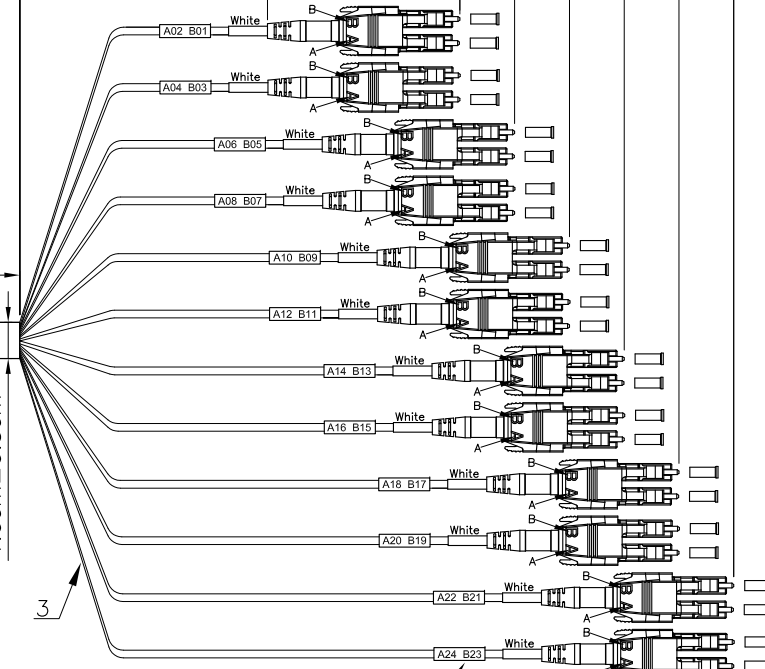 B
White
A02 B01
A
B
White
A04 B03
A
B
White
A06 B05
A
B
White
A08 B07
A
B
White
A10 B09
A
B
White
A12 B11
A
B
White
A14 B13
A
B
White
A16 B15
A
B
White
A18 B17
A
B
White
A20 B19
A
B
White
A22 B21
A
3
B
White
A24 B23